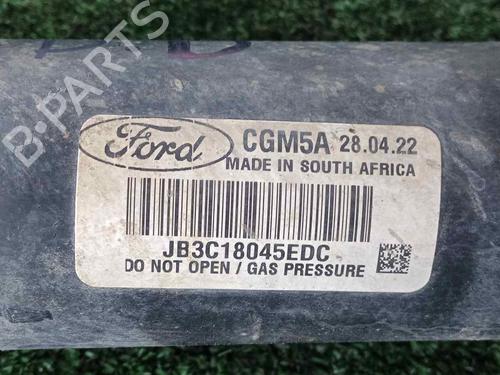 B-PARTS
Ford
CGM5A 28.04.22
MADE IN SOUTH AFRICA
JB3C18045EDC
DO NOT OPEN / GAS PRESSURE